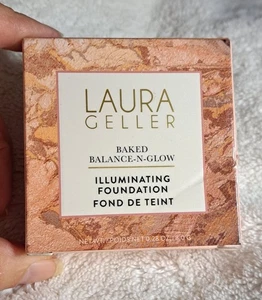 LAURA
GELLER
BAKED
BALANCE-N-GLOW
ILLUMINATING
FOUNDATION
FOND DE TEINT